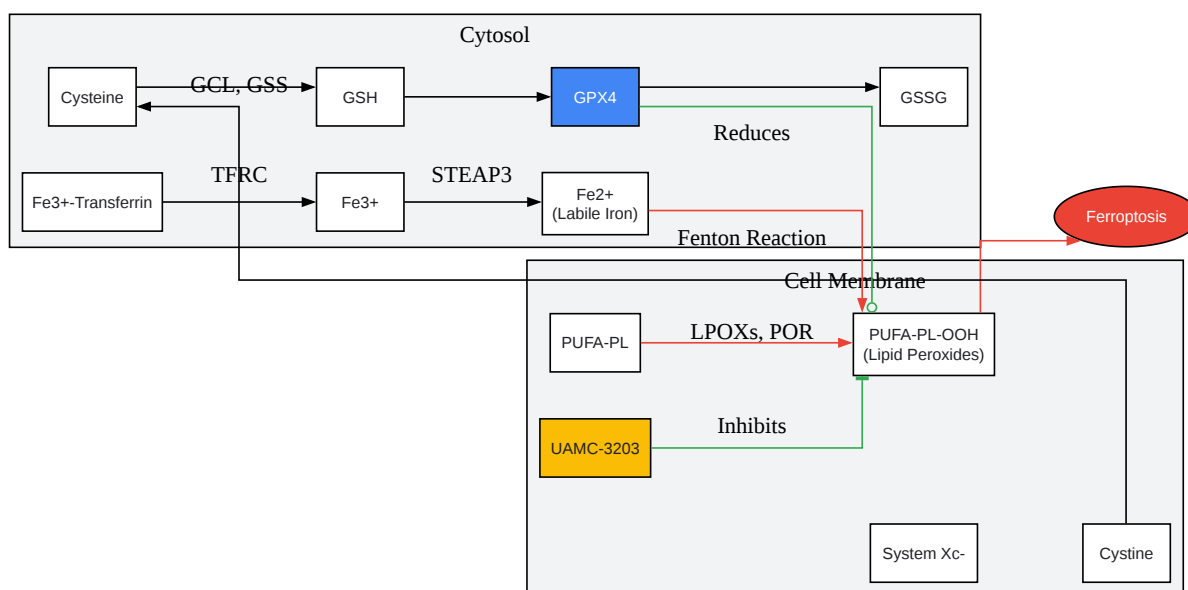 Cytosol
Cysteine
GCL, GSS
GSH
GPX4
GSSG
Reduces
Fe3+-Transferrin
TFRC
Fe3+
STEAP3
Fe2+
(Labile Iron)
Fenton Reaction
Ferroptosis
Cell Membrane
PUFA-PL
LPOXs, POR
PUFA-PL-OOH
(Lipid Peroxides)
UAMC-3203
Inhibits
System Xc-
Cystine